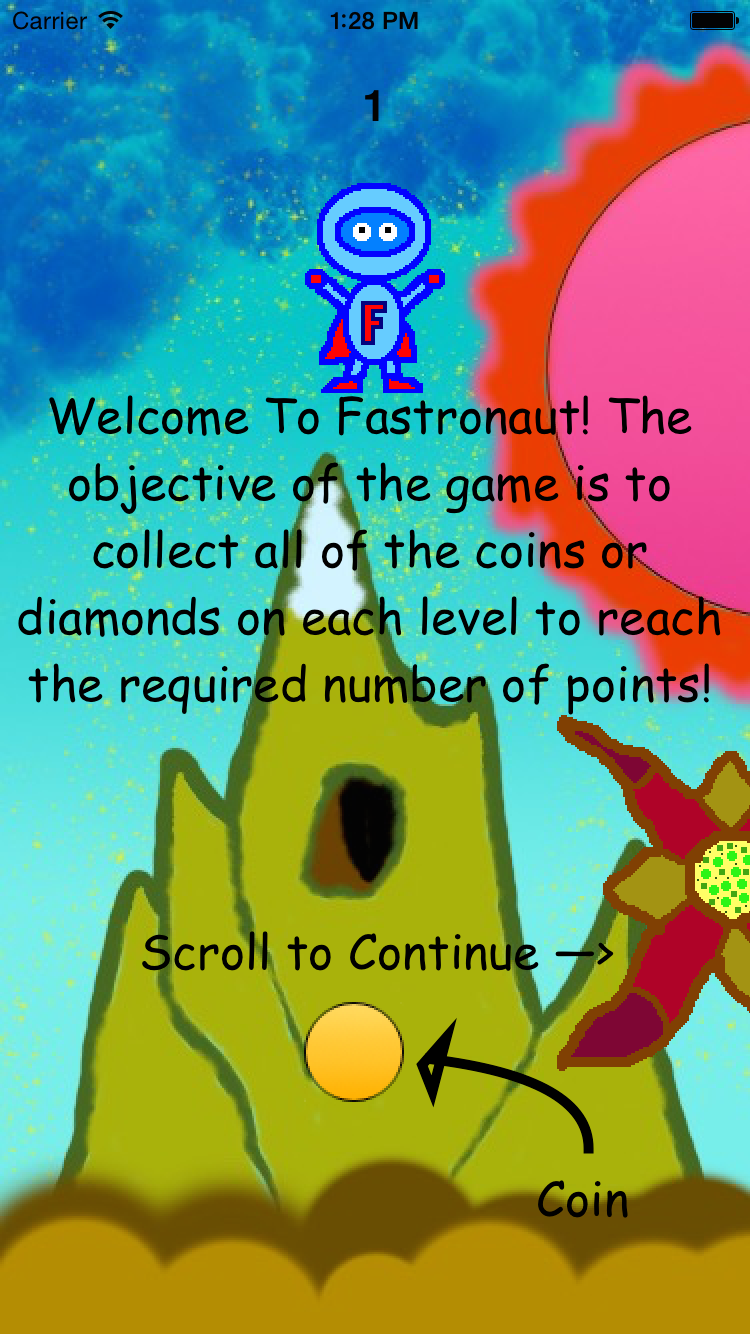 Carrier 1:28 PM
1
F
Welcome To Fastronaut! The
objective of the game is to
collect all of the coins or
diamonds on each level to reach
the required number of points!
Scroll to Continue —>
Coin